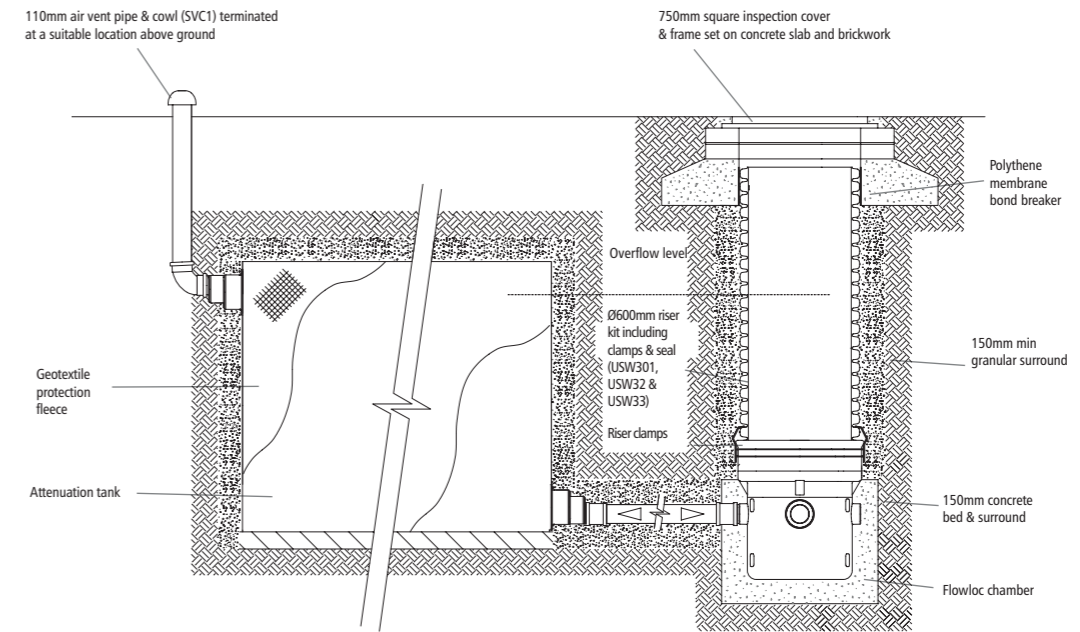 110mm air vent pipe & cowl (SVC1) terminated
at a suitable location above ground
750mm square inspection cover
& frame set on concrete slab and brickwork
Polythene
membrane
bond breaker
Overflow level
Ø600mm riser
kit including
clamps & seal
(USW301,
USW32 &
USW33)
Riser clamps
150mm min
granular surround
Geotextile
protection
fleece
Attenuation tank
150mm concrete
bed & surround
Flowloc chamber